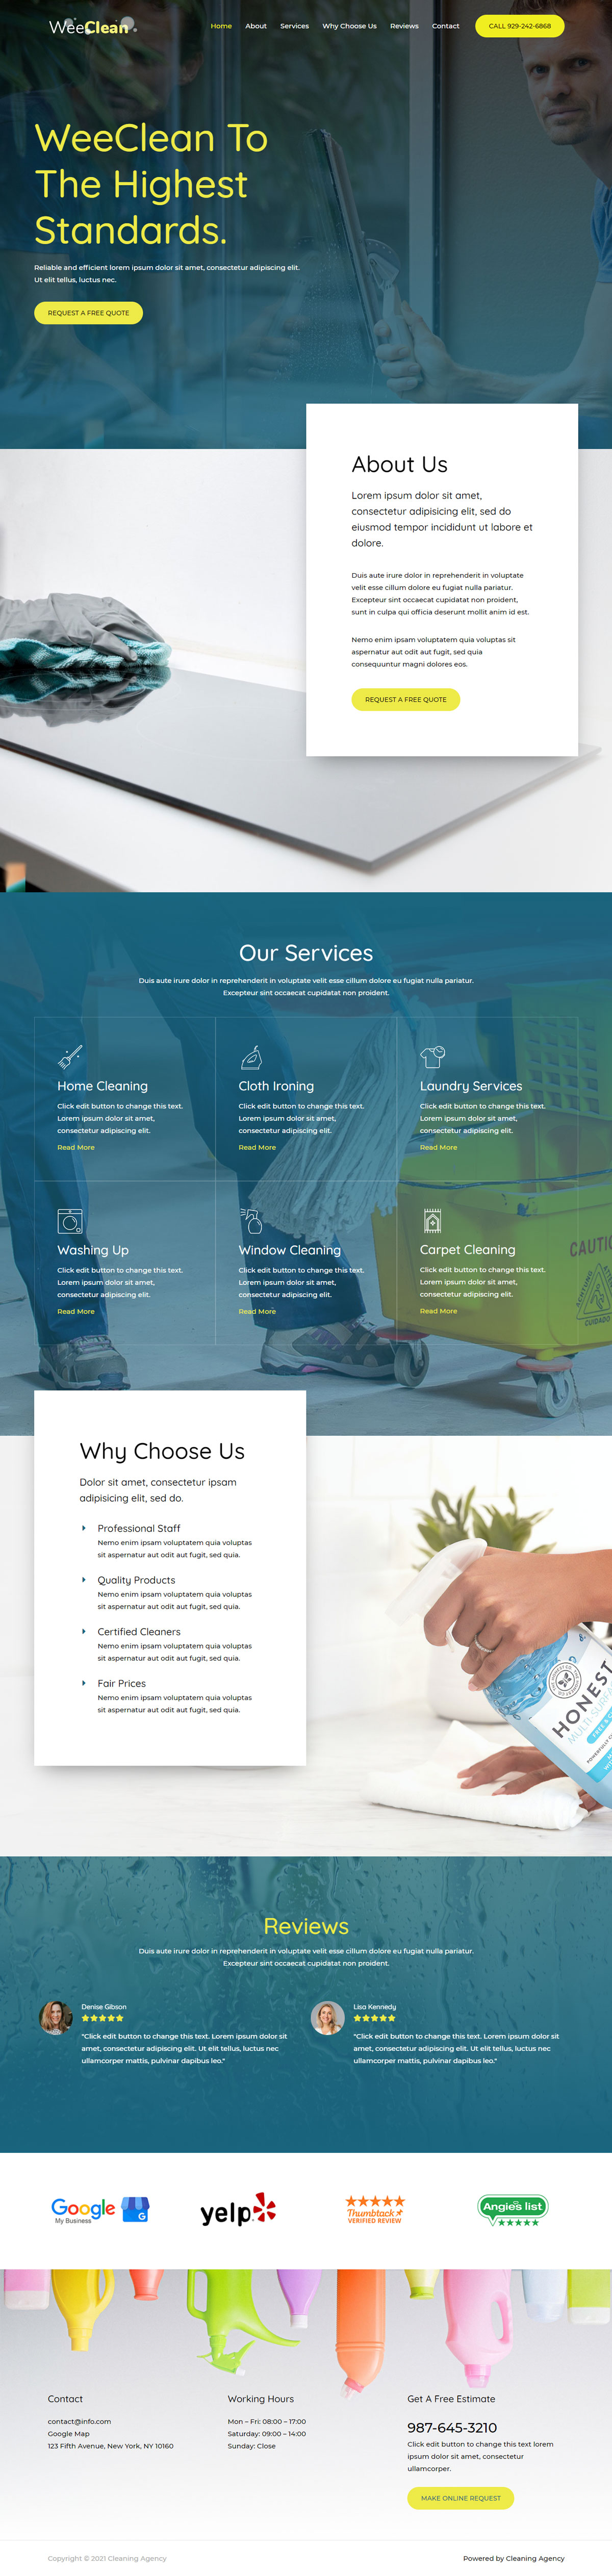 WeeClean
Home About Services Why Choose Us Reviews Contact CALL 929-242-6868
WeeClean To
The Highest
Standards.
Reliable and efficient lorem ipsum dolor sit amet, consectetur adipiscing elit.
Ut elit tellus, luctus nec.
REQUEST A FREE QUOTE
About Us
Lorem ipsum dolor sit amet,
consectetur adipisicing elit, sed do
eiusmod tempor incididunt ut labore et
dolore.
Duis aute irure dolor in reprehenderit in voluptate
velit esse cillum dolore eu fugiat nulla pariatur.
Excepteur sint occaecat cupidatat non proident,
sunt in culpa qui officia deserunt mollit anim id est.
Nemo enim ipsam voluptatem quia voluptas sit
aspernatur aut odit aut fugit, sed quia
consequuntur magni dolores eos.
REQUEST A FREE QUOTE
Our Services
Duis aute irure dolor in reprehenderit in voluptate velit esse cillum dolore eu fugiat nulla pariatur.
Excepteur sint occaecat cupidatat non proident.
Home Cleaning
Click edit button to change this text.
Lorem ipsum dolor sit amet,
consectetur adipiscing elit.
Read More
Cloth Ironing
Click edit button to change this text.
Lorem ipsum dolor sit amet,
consectetur adipiscing elit.
Read More
Laundry Services
Click edit button to change this text.
Lorem ipsum dolor sit amet,
consectetur adipiscing elit.
Read More
Washing Up
Click edit button to change this text.
Lorem ipsum dolor sit amet,
consectetur adipiscing elit.
Read More
Window Cleaning
Click edit button to change this text.
Lorem ipsum dolor sit amet,
consectetur adipiscing elit.
Read More
Carpet Cleaning
Click edit button to change this text.
Lorem ipsum dolor sit amet,
consectetur adipiscing elit.
Read More
CAUTI
ACHTUNG
CUIDADO
Why Choose Us
Dolor sit amet, consectetur ipsam
adipisicing elit, sed do.
Professional Staff
Nemo enim ipsam voluptatem quia voluptas
sit aspernatur aut odit aut fugit, sed quia.
Quality Products
Nemo enim ipsam voluptatem quia voluptas
sit aspernatur aut odit aut fugit, sed quia.
Certified Cleaners
Nemo enim ipsam voluptatem quia voluptas
sit aspernatur aut odit aut fugit, sed quia.
Fair Prices
Nemo enim ipsam voluptatem quia voluptas
sit aspernatur aut odit aut fugit, sed quia.
HONEST
MULTI-SURFA
FREE &
POWERFULLY
Reviews
Duis aute irure dolor in reprehenderit in voluptate velit esse cillum dolore eu fugiat nulla pariatur.
Excepteur sint occaecat cupidatat non proident.
Denise Gibson
"Click edit button to change this text. Lorem ipsum dolor sit
amet, consectetur adipiscing elit. Ut elit tellus, luctus nec
ullamcorper mattis, pulvinar dapibus leo."
Lisa Kennedy
"Click edit button to change this text. Lorem ipsum dolor sit
amet, consectetur adipiscing elit. Ut elit tellus, luctus nec
ullamcorper mattis, pulvinar dapibus leo."
Google
My Business
G
yelp
Thumbtack
VERIFIED REVIEW
Angies list
Contact
contact@info.com
Google Map
123 Fifth Avenue, New York, NY 10160
Working Hours
Mon – Fri: 08:00 – 17:00
Saturday: 09:00 – 14:00
Sunday: Close
Get A Free Estimate
987-645-3210
Click edit button to change this text lorem
ipsum dolor sit amet, consectetur
ullamcorper.
MAKE ONLINE REQUEST
Copyright © 2021 Cleaning Agency
Powered by Cleaning Agency